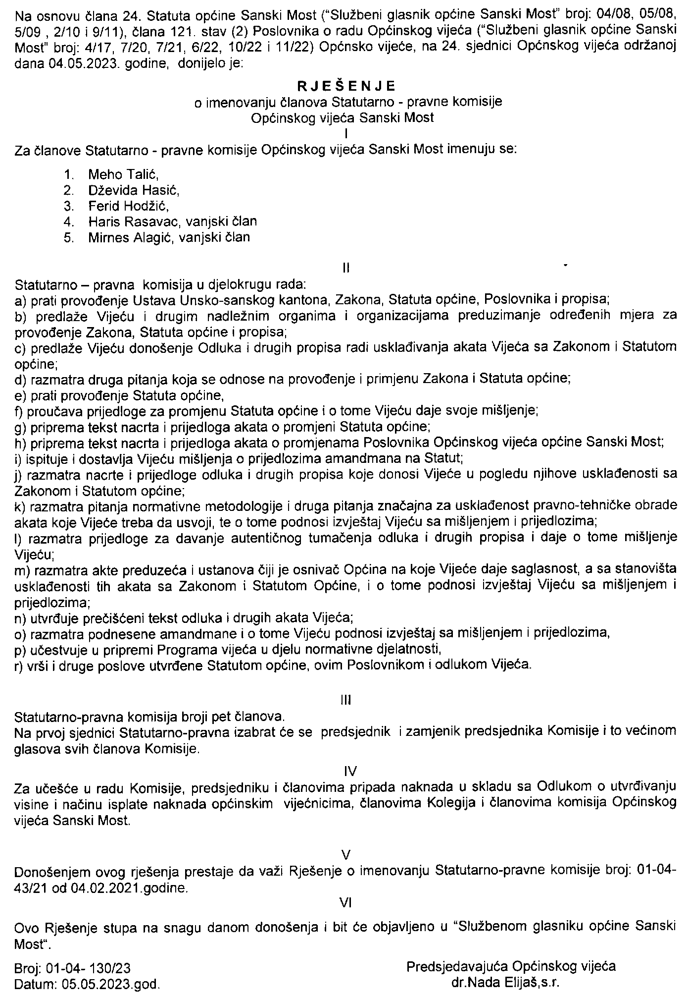 Na osnovu člana 24. Statuta općine Sanski Most (“Službeni glasnik općine Sanski Most” broj: 04/08, 05/08,
5/09 , 2/10 i 9/11), člana 121. stav (2) Poslovnika o radu Općinskog vijeća (“Službeni glasnik općine Sanski
Most” broj: 4/17, 7/20, 7/21, 6/22, 10/22 i 11/22) Općnsko vijeće, na 24. sjednici Općnskog vijeća održanoj
dana 04.05.2023. godine, donijelo je:
R J E Š E N J E
o imenovanju članova Statutarno - pravne komisije
Općinskog vijeća Sanski Most
I
Za članove Statutarno - pravne komisije Općinskog vijeća Sanski Most imenuju se:
1. Meho Talić,
2. Dževida Hasić,
3. Ferid Hodžić,
4. Haris Rasavac, vanjski član
5. Mirnes Alagić, vanjski član
II
Statutarno – pravna komisija u djelokrugu rada:
a) prati provođenje Ustava Unsko-sanskog kantona, Zakona, Statuta općine, Poslovnika i propisa;
b) predlaže Vijeću i drugim nadležnim organima i organizacijama preduzimanje određenih mjera za
provođenje Zakona, Statuta općine i propisa;
c) predlaže Vijeću donošenje Odluka i drugih propisa radi usklađivanja akata Vijeća sa Zakonom i Statutom
općine;
d) razmatra druga pitanja koja se odnose na provođenje i primjenu Zakona i Statuta općine;
e) prati provođenje Statuta općine,
f) proučava prijedloge za promjenu Statuta općine i o tome Vijeću daje svoje mišljenje;
g) priprema tekst nacrta i prijedloga akata o promjeni Statuta općine;
h) priprema tekst nacrta i prijedloga akata o promjenama Poslovnika Općinskog vijeća općine Sanski Most;
i) ispituje i dostavlja Vijeću mišljenja o prijedlozima amandmana na Statut;
j) razmatra nacrte i prijedloge odluka i drugih propisa koje donosi Vijeće u pogledu njihove usklađenosti sa
Zakonom i Statutom općine;
k) razmatra pitanja normativne metodologije i druga pitanja značajna za usklađenost pravno-tehničke obrade
akata koje Vijeće treba da usvoji, te o tome podnosi izvještaj Vijeću sa mišljenjem i prijedlozima;
l) razmatra prijedloge za davanje autentičnog tumačenja odluka i drugih propisa i daje o tome mišljenje
Vijeću;
m) razmatra akte preduzeća i ustanova čiji je osnivač Općina na koje Vijeće daje saglasnost, a sa stanovišta
usklađenosti tih akata sa Zakonom i Statutom Općine, i o tome podnosi izvještaj Vijeću sa mišljenjem i
prijedlozima;
n) utvrđuje prečišćeni tekst odluka i drugih akata Vijeća;
o) razmatra podnesene amandmane i o tome Vijeću podnosi izvještaj sa mišljenjem i prijedlozima,
p) učestvuje u pripremi Programa vijeća u djelu normativne djelatnosti,
r) vrši i druge poslove utvrđene Statutom općine, ovim Poslovnikom i odlukom Vijeća.
III
Statutarno-pravna komisija broji pet članova.
Na prvoj sjednici Statutarno-pravna izabrat će se predsjednik i zamjenik predsjednika Komisije i to većinom
glasova svih članova Komisije.
IV
Za učešće u radu Komisije, predsjedniku i članovima pripada naknada u skladu sa Odlukom o utvrđivanju
visine i načinu isplate naknada općinskim vijećnicima, članovima Kolegija i članovima komisija Općinskog
vijeća Sanski Most.
V
Donošenjem ovog rješenja prestaje da važi Rješenje o imenovanju Statutarno-pravne komisije broj: 01-04-
43/21 od 04.02.2021.godine.
VI
Ovo Rješenje stupa na snagu danom donošenja i bit će objavljeno u “Službenom glasniku općine Sanski
Most“.
Broj: 01-04- 130/23
Datum: 05.05.2023.god.
Predsjedavajuća Općinskog vijeća
dr.Nada Elijaš,s.r.